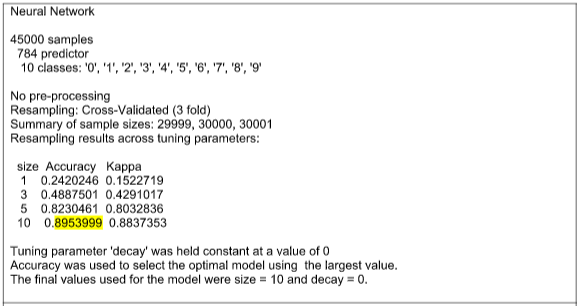 Neural Network
45000 samples
784 predictor
10 classes: '0', '1', '2', '3', '4', '5', '6', '7', '8', '9'
No pre-processing
Resampling: Cross-Validated (3 fold)
Summary of sample sizes: 29999, 30000, 30001
Resampling results across tuning parameters:
size Accuracy Kappa
1 0.2420246 0.1522719
3 0.4887501 0.4291017
5 0.8230461 0.8032836
10 0.8953999 0.8837353
Tuning parameter 'decay' was held constant at a value of 0
Accuracy was used to select the optimal model using the largest value.
The final values used for the model were size = 10 and decay = 0.